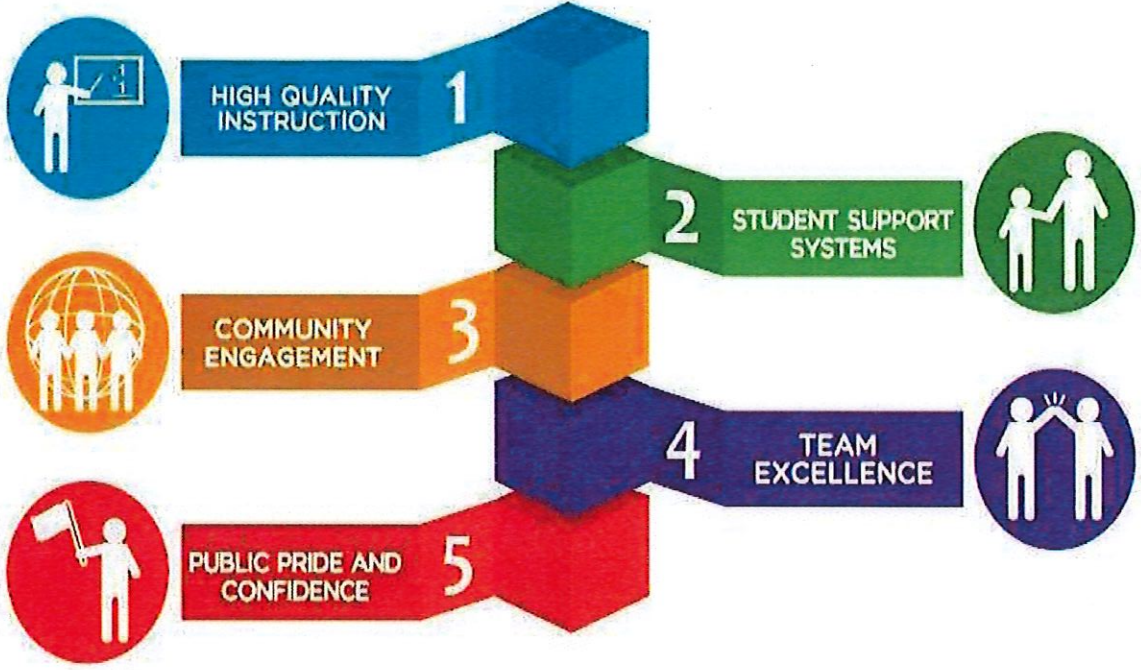 HIGH QUALITY
INSTRUCTION
1
2
STUDENT SUPPORT
SYSTEMS
COMMUNITY
ENGAGEMENT
3
4
TEAM
EXCELLENCE
PUBLIC PRIDE AND
CONFIDENCE
5